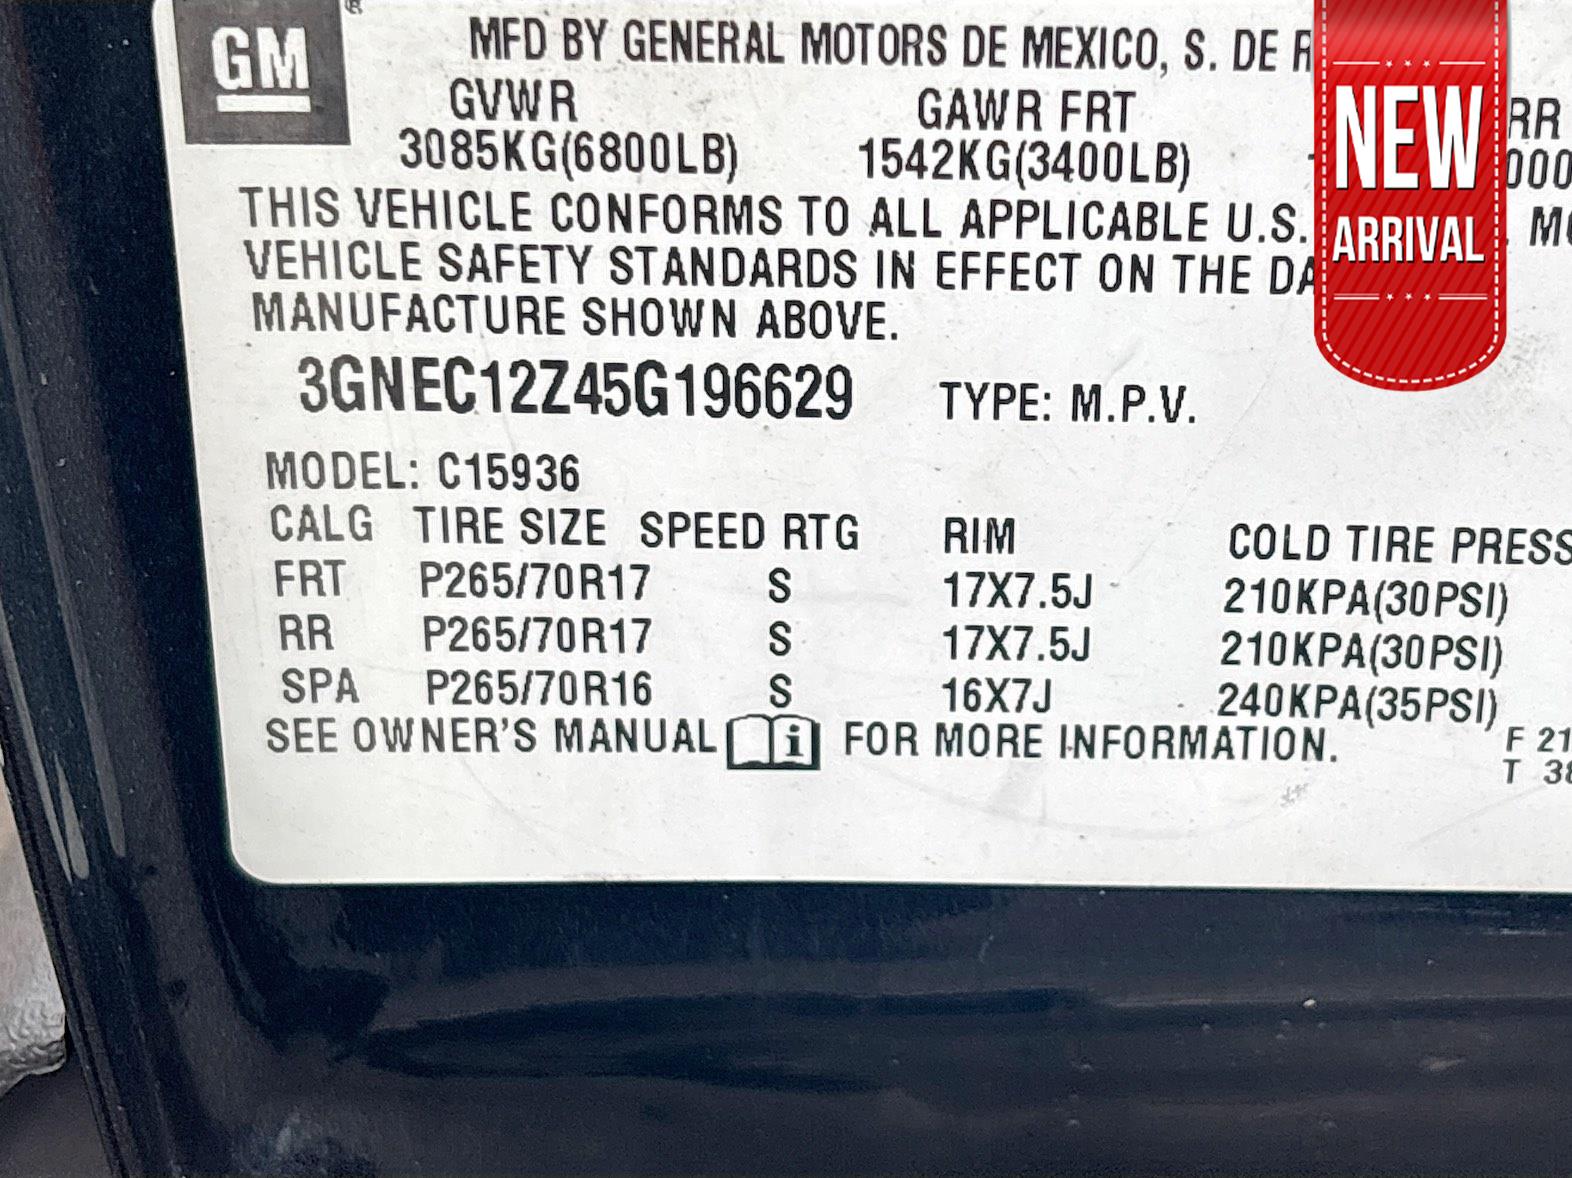 GM
®
MFD BY GENERAL MOTORS DE MEXICO, S. DE R
GVWR GAWR FRT RR
3085KG(6800LB) 1542KG(3400LB) 000
THIS VEHICLE CONFORMS TO ALL APPLICABLE U.S.
VEHICLE SAFETY STANDARDS IN EFFECT ON THE DA
MANUFACTURE SHOWN ABOVE.
3GNEC12Z45G196629 TYPE: M.P.V.
MODEL: C15936
CALG TIRE SIZE SPEED RTG RIM COLD TIRE PRESS
FRT P265/70R17 S 17X7.5J 210KPA(30PSI)
RR P265/70R17 S 17X7.5J 210KPA(30PSI)
SPA P265/70R16 S 16X7J 240KPA(35PSI)
SEE OWNER'S MANUAL i FOR MORE INFORMATION.
F 21
T 38
NEW
ARRIVAL